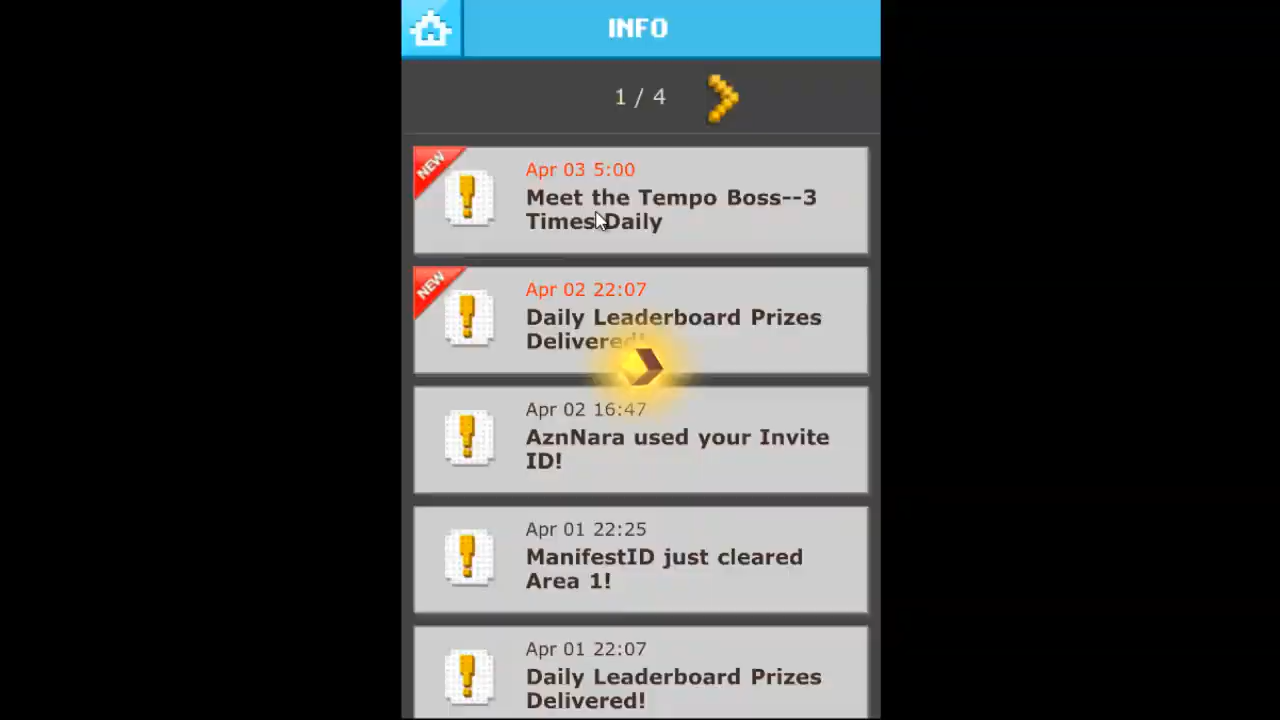 INFO
1 / 4
NEW
Apr 03 5:00
Meet the Tempo Boss--3
Times Daily
NEW
Apr 02 22:07
Daily Leaderboard Prizes
Delivered!
Apr 02 16:47
AznNara used your Invite
ID!
Apr 01 22:25
ManifestID just cleared
Area 1!
Apr 01 22:07
Daily Leaderboard Prizes
Delivered!